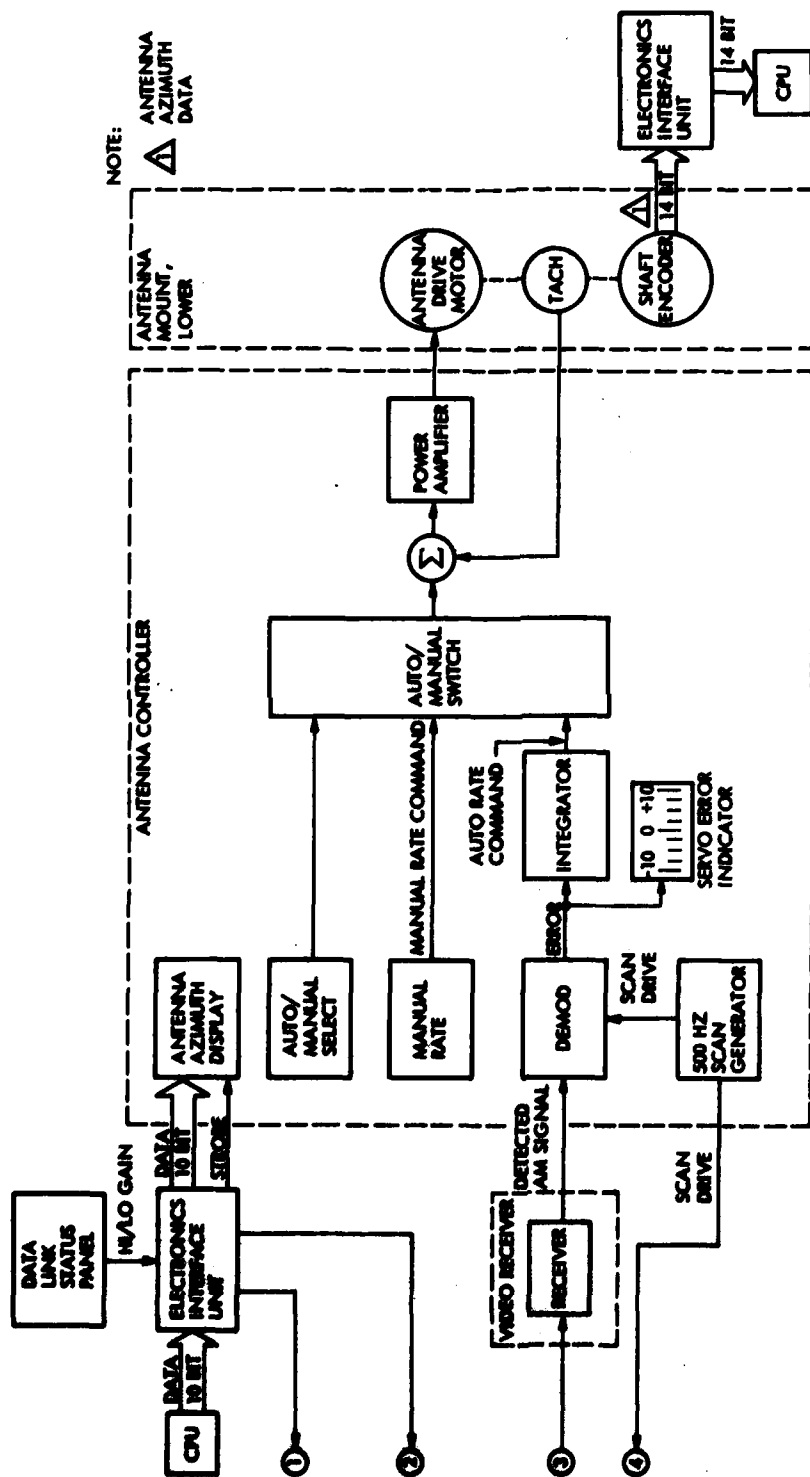 DATA
LINK
STATUS
PANEL
HI/LO GAIN
CPU
DATA
10 BIT
ELECTRONICS
INTERFACE
UNIT
DATA
10 BIT
STROBE
1
2
3
4
VIDEO RECEIVER
RECEIVER
DETECTED
AM SIGNAL
SCAN
DRIVE
ANTENNA CONTROLLER
ANTENNA
AZIMUTH
DISPLAY
AUTO/
MANUAL
SELECT
MANUAL
RATE
MANUAL RATE COMMAND
DEMOD
ERROR
SCAN
DRIVE
500 HZ
SCAN
GENERATOR
AUTO RATE
COMMAND
INTEGRATOR
-10 0 +10
SERVO ERROR
INDICATOR
AUTO/
MANUAL
SWITCH
Σ
POWER
AMPLIFIER
ANTENNA
MOUNT,
LOWER
ANTENNA
DRIVE
MOTOR
TACH
SHAFT
ENCODER
1
14 BIT
NOTE:
1
ANTENNA
AZIMUTH
DATA
ELECTRONICS
INTERFACE
UNIT
14 BIT
CPU